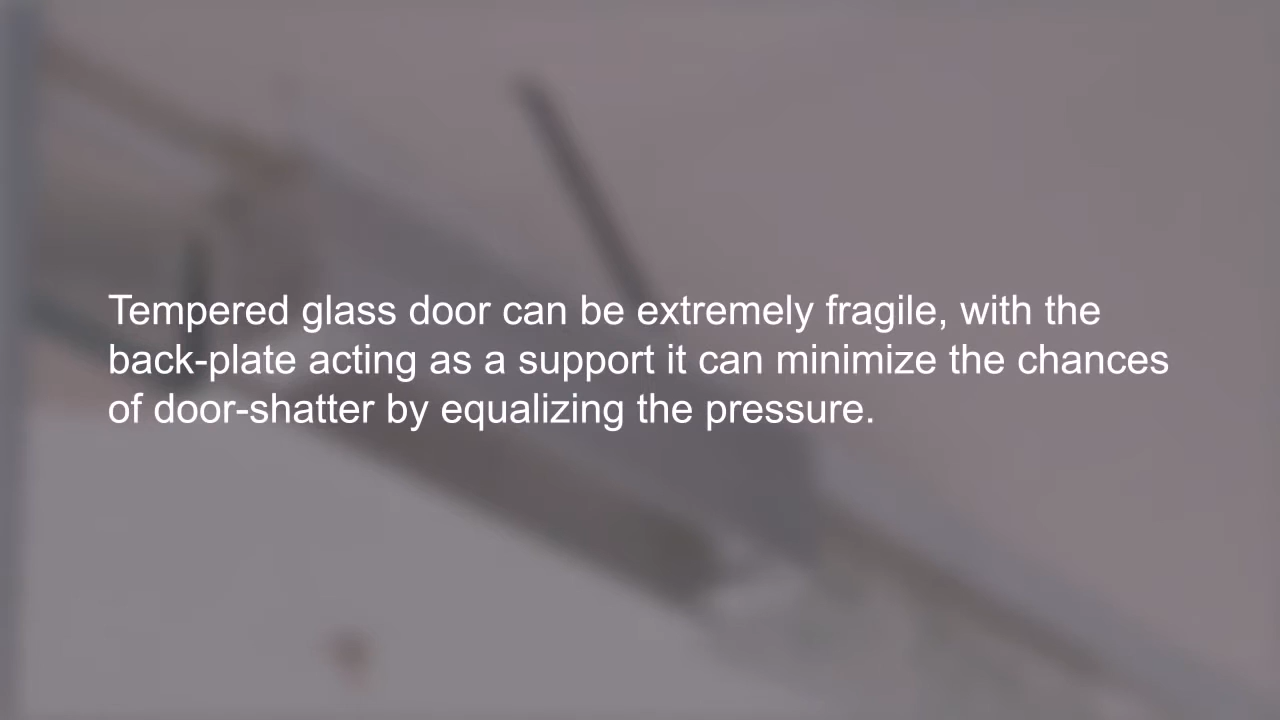 Tempered glass door can be extremely fragile, with the
back-plate acting as a support it can minimize the chances
of door-shatter by equalizing the pressure.